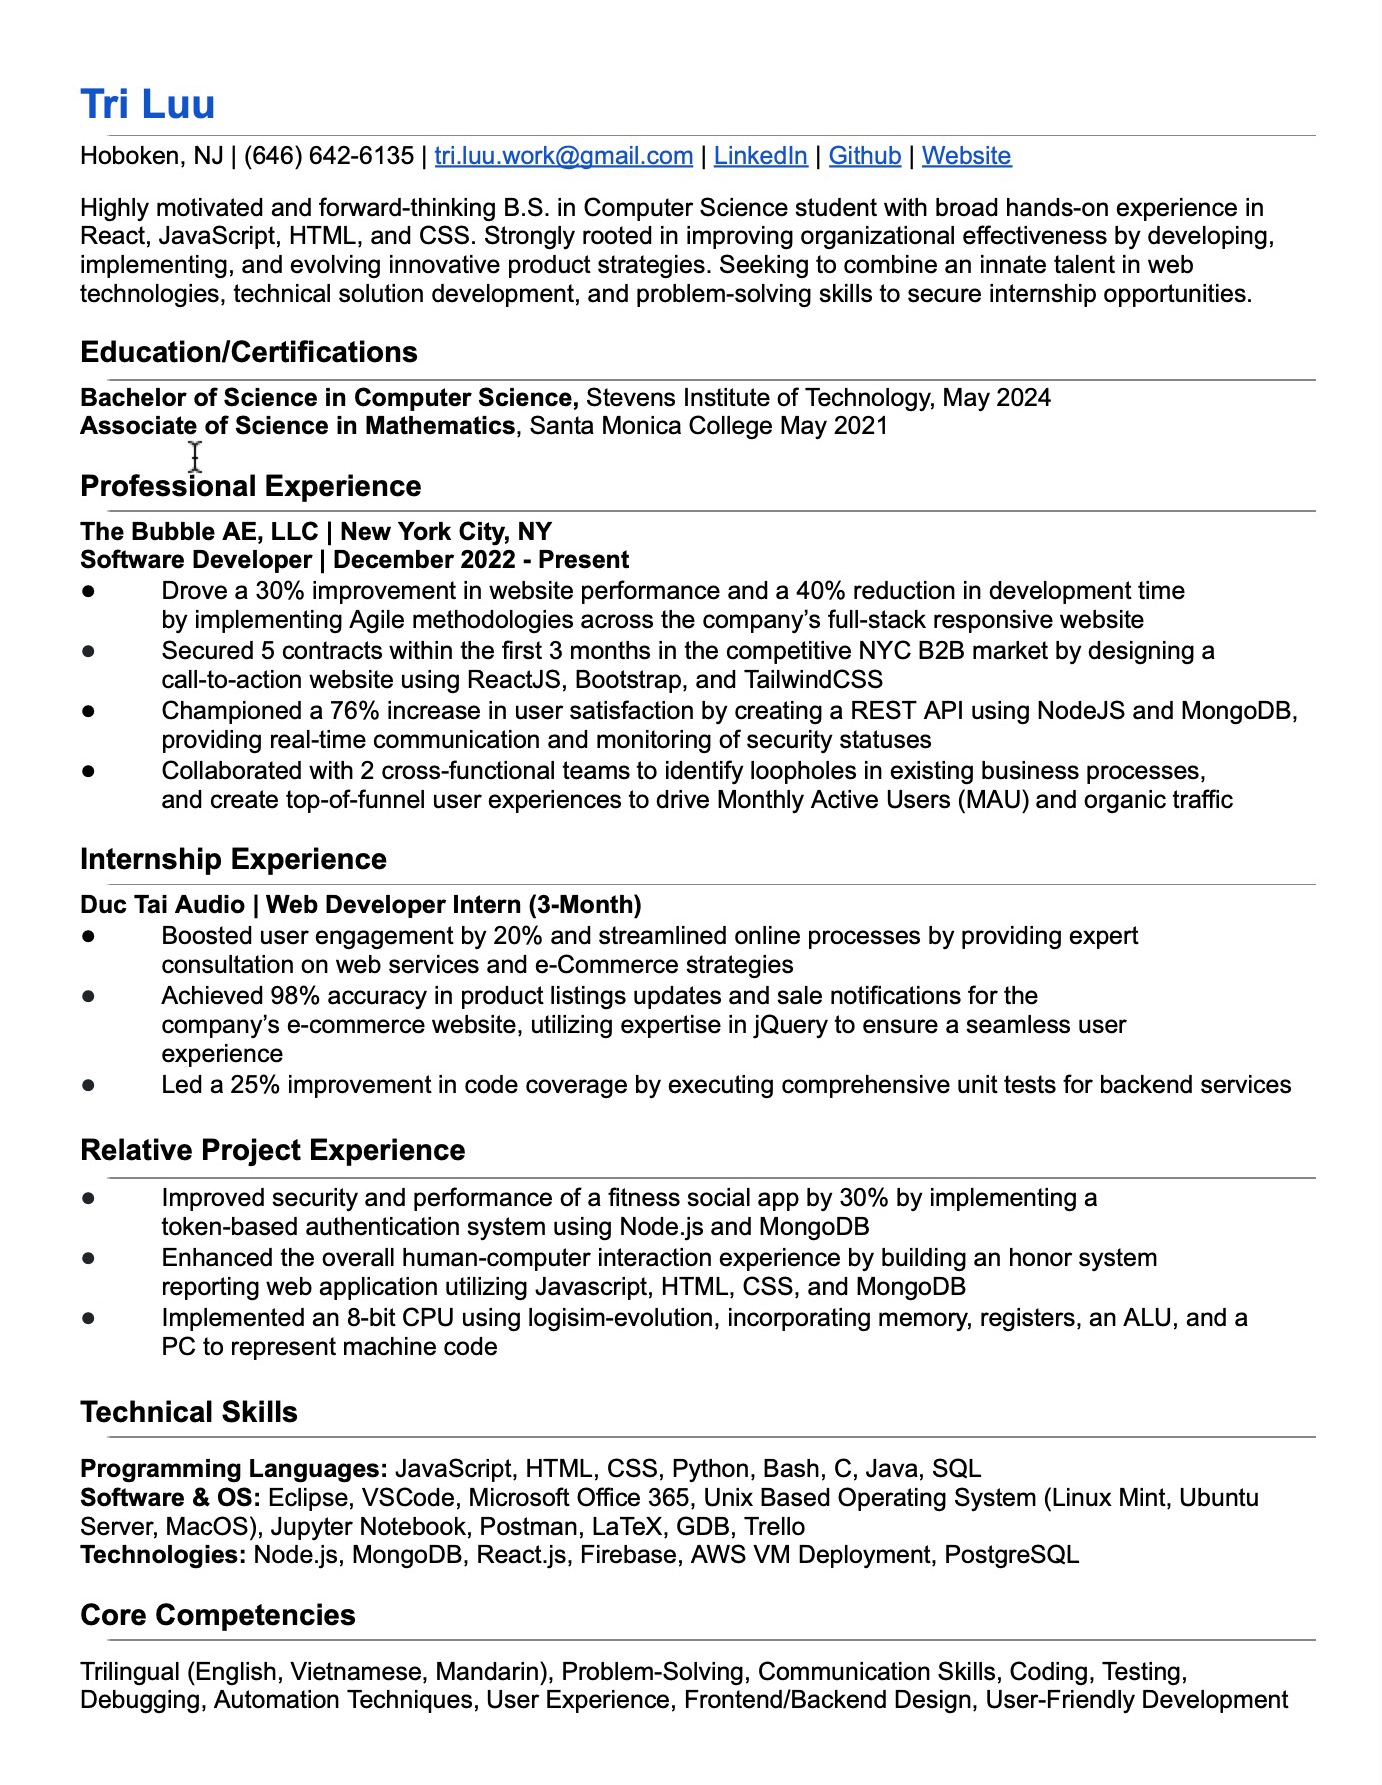 Tri Luu
Hoboken, NJ | (646) 642-6135 | tri.luu.work@gmail.com | LinkedIn | Github | Website
Highly motivated and forward-thinking B.S. in Computer Science student with broad hands-on experience in
React, JavaScript, HTML, and CSS. Strongly rooted in improving organizational effectiveness by developing,
implementing, and evolving innovative product strategies. Seeking to combine an innate talent in web
technologies, technical solution development, and problem-solving skills to secure internship opportunities.
Education/Certifications
Bachelor of Science in Computer Science, Stevens Institute of Technology, May 2024
Associate of Science in Mathematics, Santa Monica College May 2021
Professional Experience
The Bubble AE, LLC | New York City, NY
Software Developer | December 2022 - Present
● Drove a 30% improvement in website performance and a 40% reduction in development time
by implementing Agile methodologies across the company’s full-stack responsive website
● Secured 5 contracts within the first 3 months in the competitive NYC B2B market by designing a
call-to-action website using ReactJS, Bootstrap, and TailwindCSS
● Championed a 76% increase in user satisfaction by creating a REST API using NodeJS and MongoDB,
providing real-time communication and monitoring of security statuses
● Collaborated with 2 cross-functional teams to identify loopholes in existing business processes,
and create top-of-funnel user experiences to drive Monthly Active Users (MAU) and organic traffic
Internship Experience
Duc Tai Audio | Web Developer Intern (3-Month)
● Boosted user engagement by 20% and streamlined online processes by providing expert
consultation on web services and e-Commerce strategies
● Achieved 98% accuracy in product listings updates and sale notifications for the
company’s e-commerce website, utilizing expertise in jQuery to ensure a seamless user
experience
● Led a 25% improvement in code coverage by executing comprehensive unit tests for backend services
Relative Project Experience
● Improved security and performance of a fitness social app by 30% by implementing a
token-based authentication system using Node.js and MongoDB
● Enhanced the overall human-computer interaction experience by building an honor system
reporting web application utilizing Javascript, HTML, CSS, and MongoDB
● Implemented an 8-bit CPU using logisim-evolution, incorporating memory, registers, an ALU, and a
PC to represent machine code
Technical Skills
Programming Languages: JavaScript, HTML, CSS, Python, Bash, C, Java, SQL
Software & OS: Eclipse, VSCode, Microsoft Office 365, Unix Based Operating System (Linux Mint, Ubuntu
Server, MacOS), Jupyter Notebook, Postman, LaTeX, GDB, Trello
Technologies: Node.js, MongoDB, React.js, Firebase, AWS VM Deployment, PostgreSQL
Core Competencies
Trilingual (English, Vietnamese, Mandarin), Problem-Solving, Communication Skills, Coding, Testing,
Debugging, Automation Techniques, User Experience, Frontend/Backend Design, User-Friendly Development